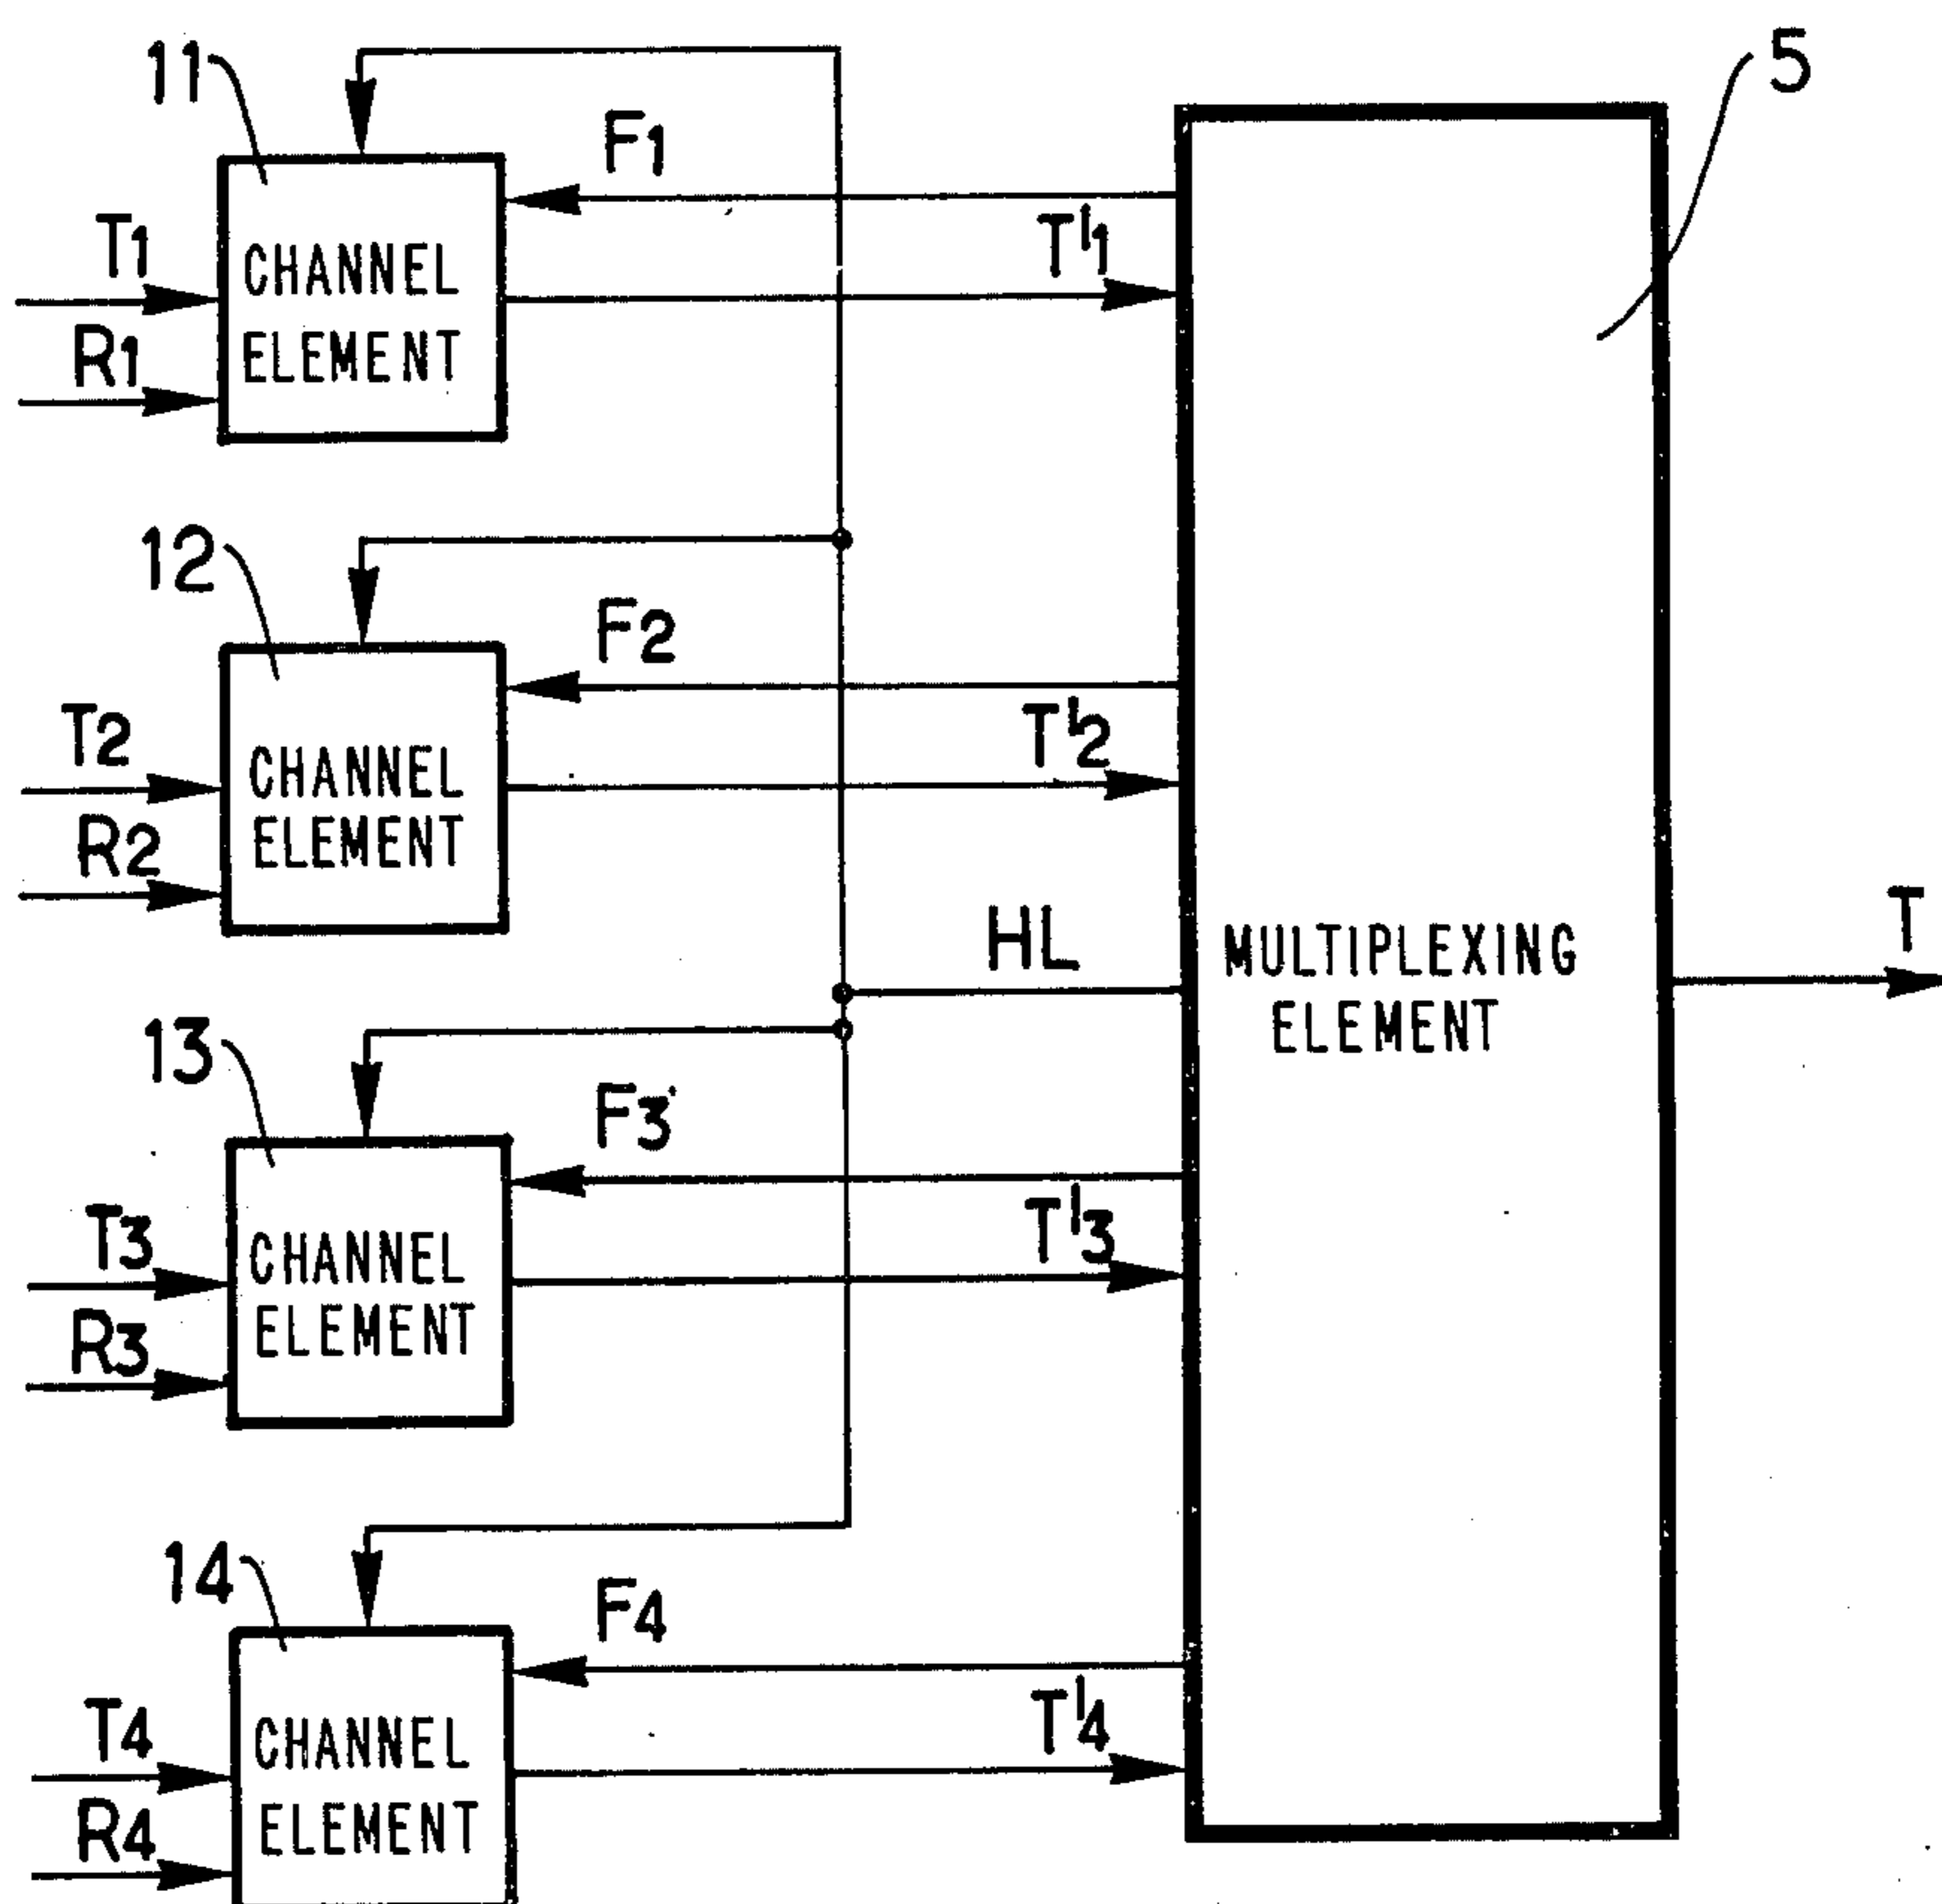 11
5
F1
T'1
T1
CHANNEL
ELEMENT
R1
12
F2
T'2
T2
CHANNEL
ELEMENT
R2
HL
MULTIPLEXING
ELEMENT
T
13
F3
T'3
T3
CHANNEL
ELEMENT
R3
14
F4
T'4
T4
CHANNEL
ELEMENT
R4